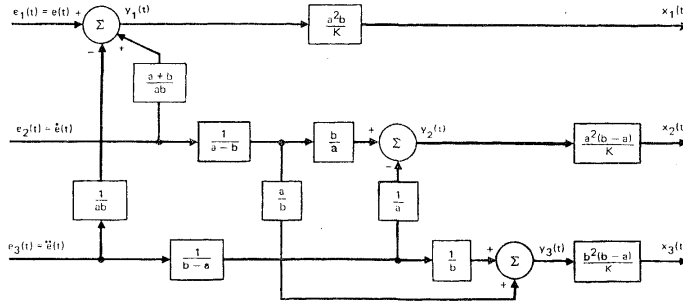 e₁(t) = e(t) + Σ y₁(t) a²b/K x₁(t)
− +
a + b/ab
e₂(t) = ė(t) 1/a − b b/a + Σ y₂(t) a²(b − a)/K x₂(t)
−
1/ab a/b 1/a
e₃(t) = ë(t) 1/b − a 1/b + Σ y₃(t) b²(b − a)/K x₃(t)
+